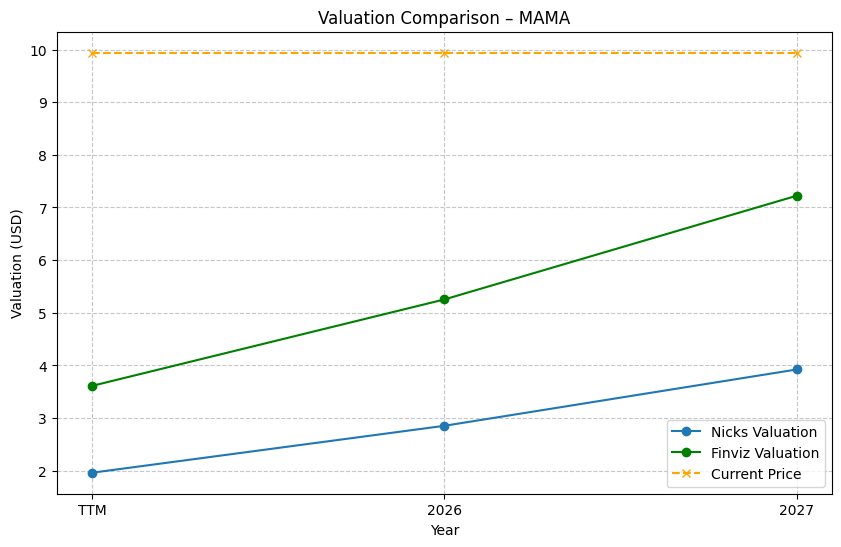 Valuation Comparison – MAMA
Valuation (USD)
10
9
8
7
6
5
4
3
2
Nicks Valuation
Finviz Valuation
Current Price
TTM
2026
2027
Year